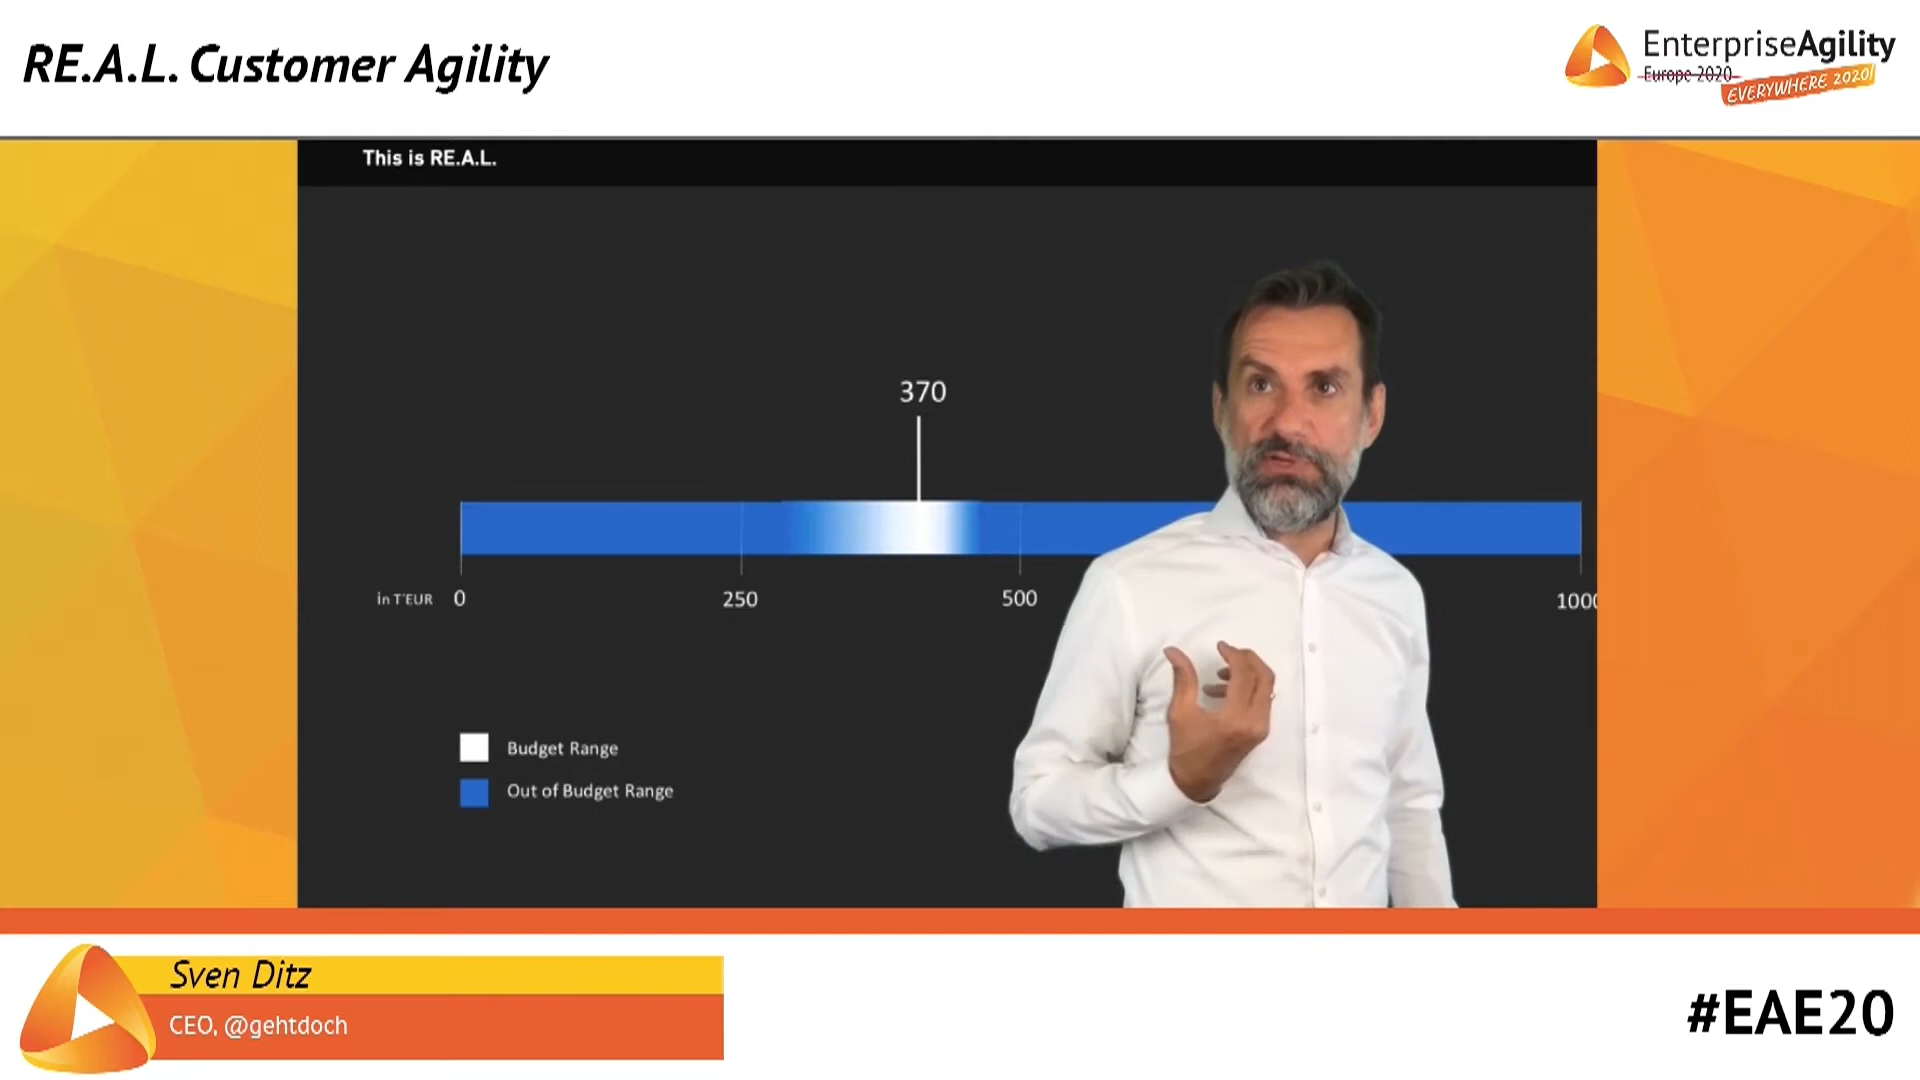 RE.A.L. Customer Agility
EnterpriseAgility
Europe 2020
EVERYWHERE 2020!
This is RE.A.L.
370
in T'EUR 0 250 500 1000
Budget Range
Out of Budget Range
Sven Ditz
CEO, @gehtdoch
#EAE20